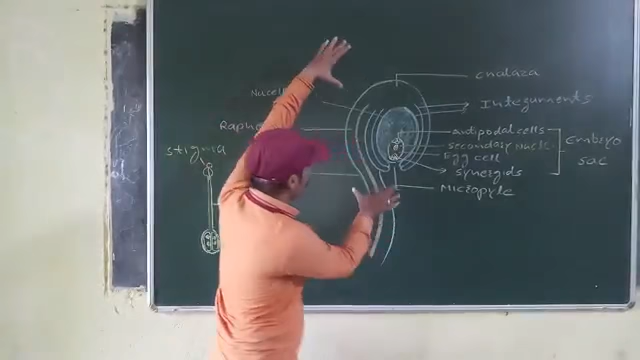 chalaza
Nucell
Integuments
Raphe
antipodal cells
stigma
secondary Nucle
Embryo
Egg cell
sac
synergids
Micropyle